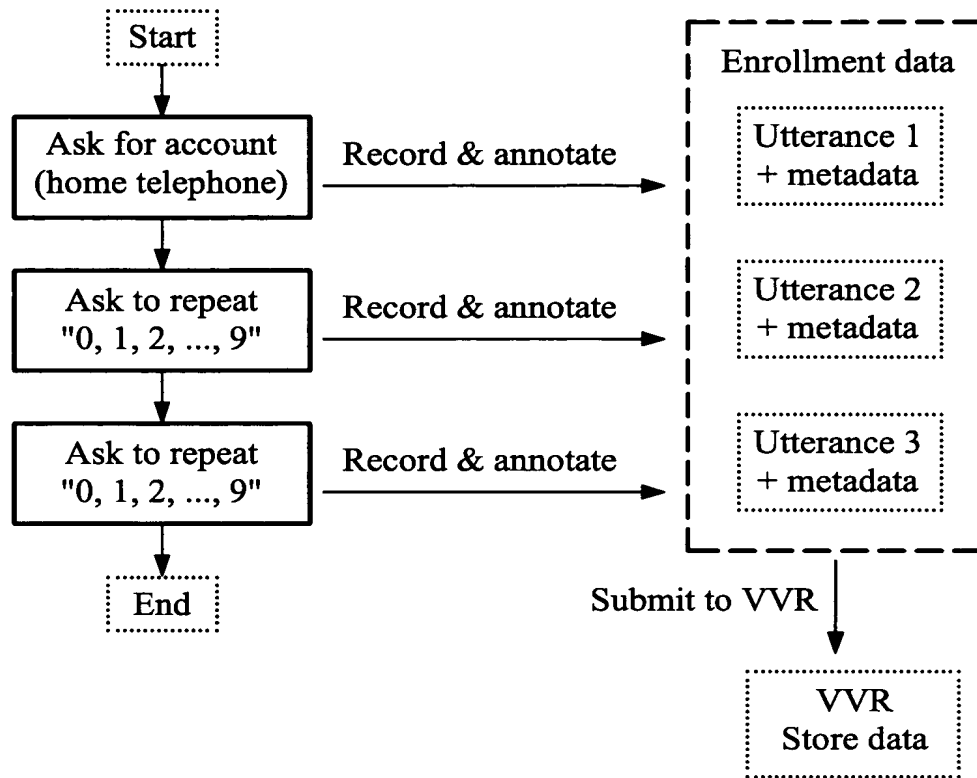 Start
Enrollment data
Ask for account
(home telephone)
Record & annotate
Utterance 1
+ metadata
Ask to repeat
"0, 1, 2, ..., 9"
Record & annotate
Utterance 2
+ metadata
Ask to repeat
"0, 1, 2, ..., 9"
Record & annotate
Utterance 3
+ metadata
End
Submit to VVR
VVR
Store data